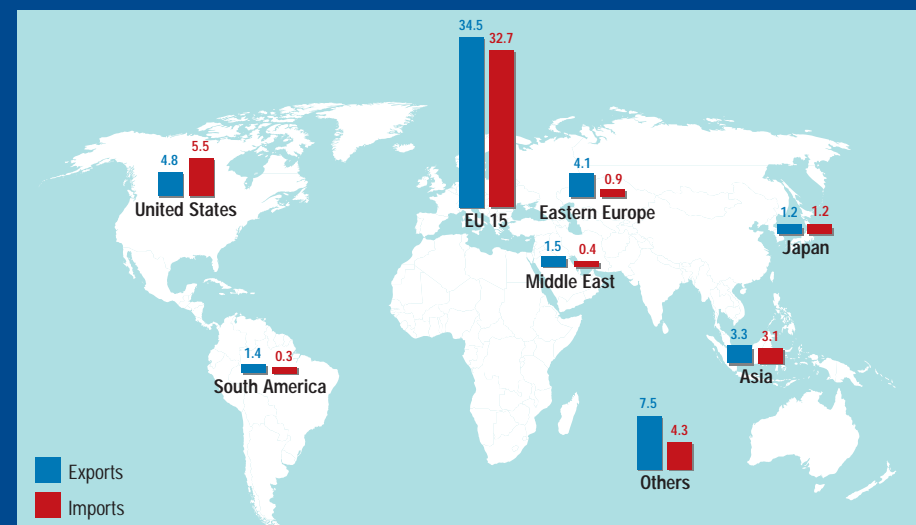 34.5
32.7
EU 15
4.8
5.5
United States
4.1
0.9
Eastern Europe
1.2
1.2
Japan
1.5
0.4
Middle East
3.3
3.1
Asia
1.4
0.3
South America
7.5
4.3
Others
Exports
Imports